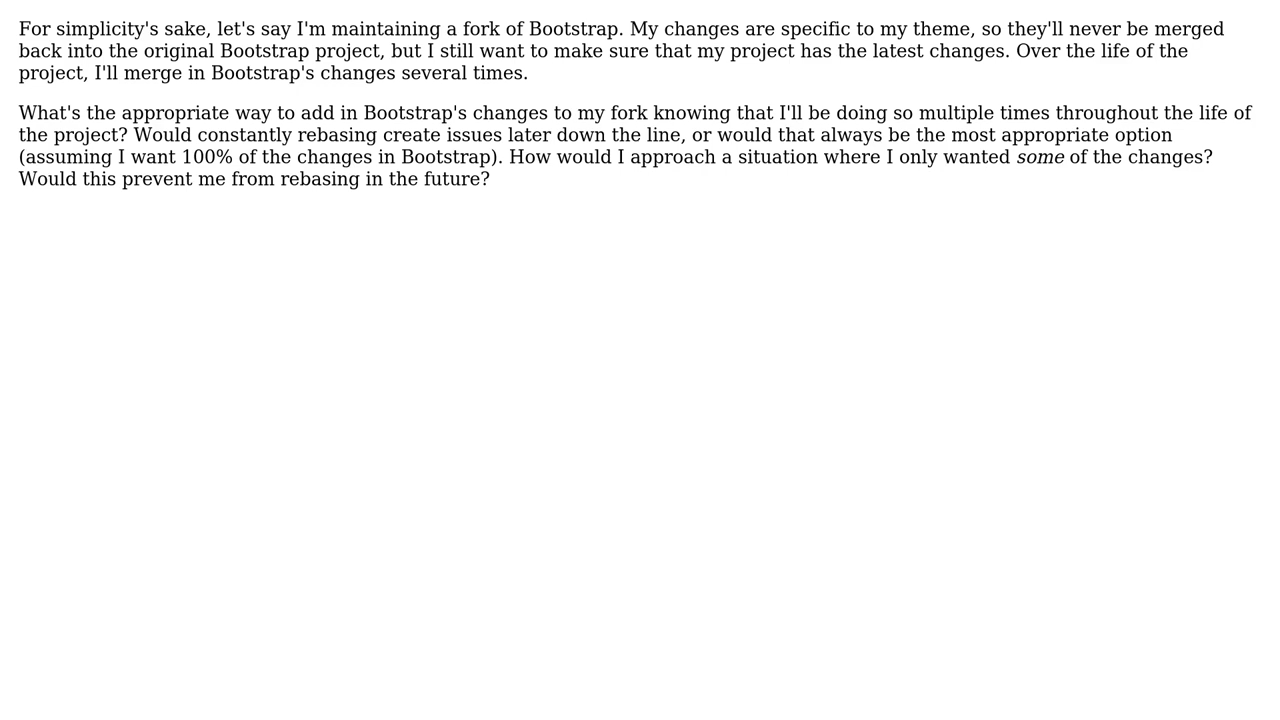 For simplicity's sake, let's say I'm maintaining a fork of Bootstrap. My changes are specific to my theme, so they'll never be merged
back into the original Bootstrap project, but I still want to make sure that my project has the latest changes. Over the life of the
project, I'll merge in Bootstrap's changes several times.
What's the appropriate way to add in Bootstrap's changes to my fork knowing that I'll be doing so multiple times throughout the life of
the project? Would constantly rebasing create issues later down the line, or would that always be the most appropriate option
(assuming I want 100% of the changes in Bootstrap). How would I approach a situation where I only wanted some of the changes?
Would this prevent me from rebasing in the future?